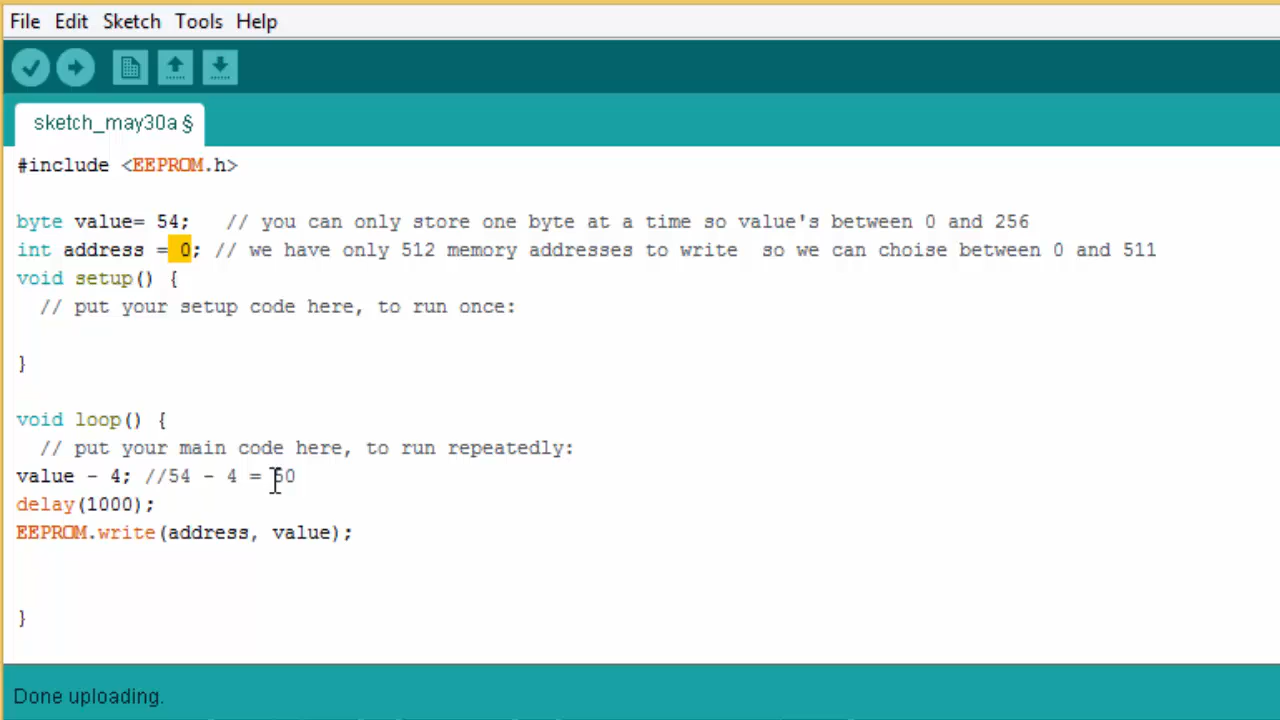 File Edit Sketch Tools Help
sketch_may30a §
#include <EEPROM.h>
byte value= 54;   // you can only store one byte at a time so value's between 0 and 256
int address = 0; // we have only 512 memory addresses to write  so we can choise between 0 and 511
void setup() {
  // put your setup code here, to run once:
}
void loop() {
  // put your main code here, to run repeatedly:
value - 4; //54 - 4 = 50
delay(1000);
EEPROM.write(address, value);
}
Done uploading.